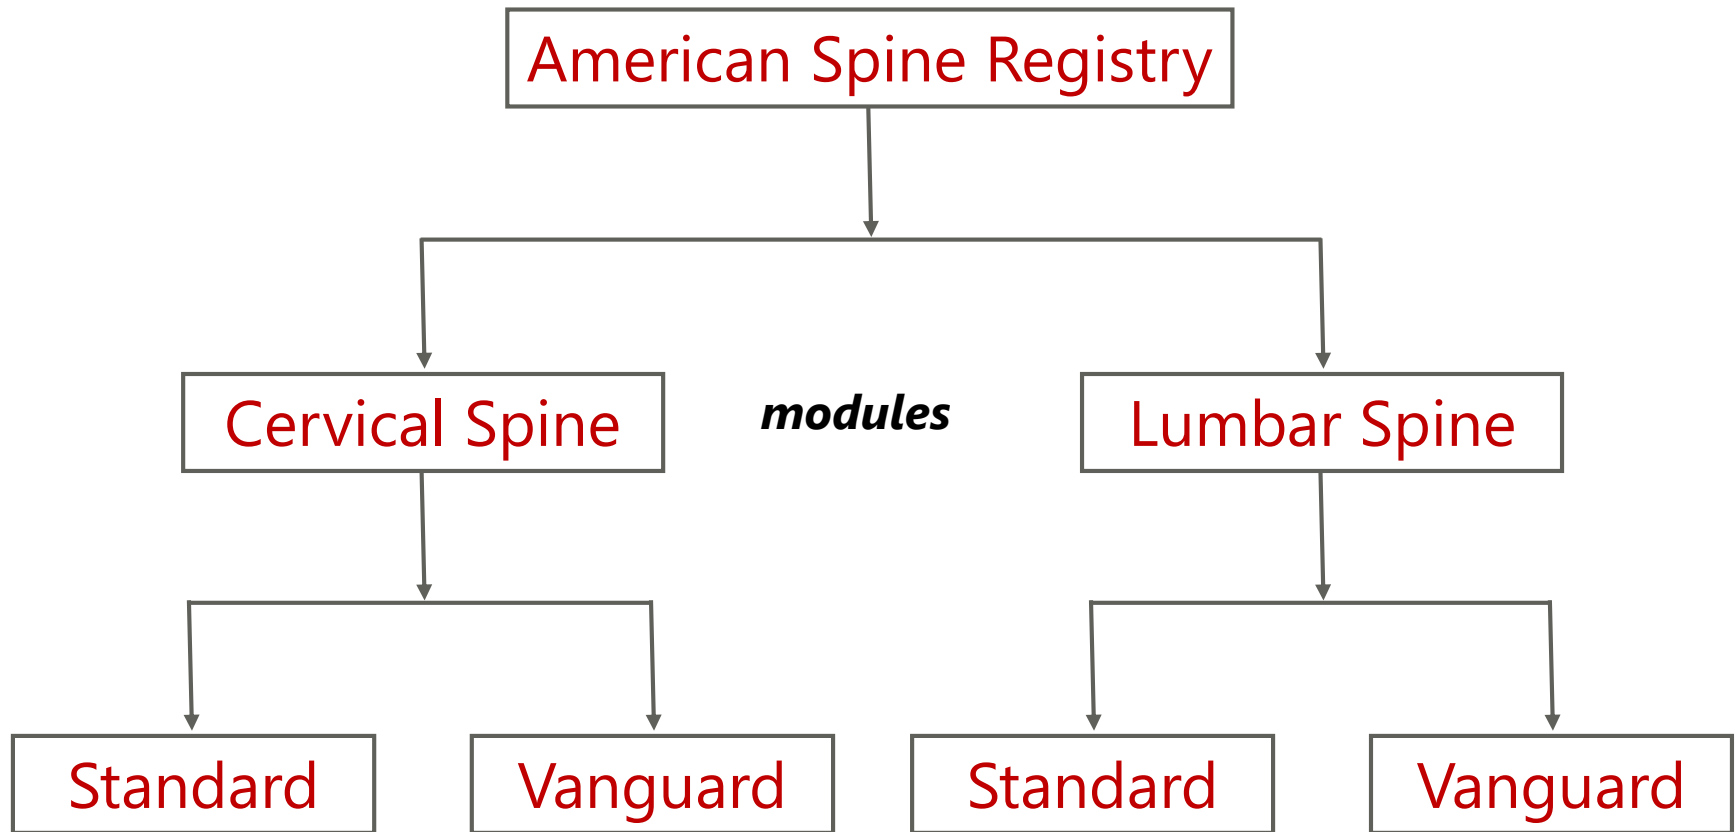 American Spine Registry
Cervical Spine
modules
Lumbar Spine
Standard
Vanguard
Standard
Vanguard